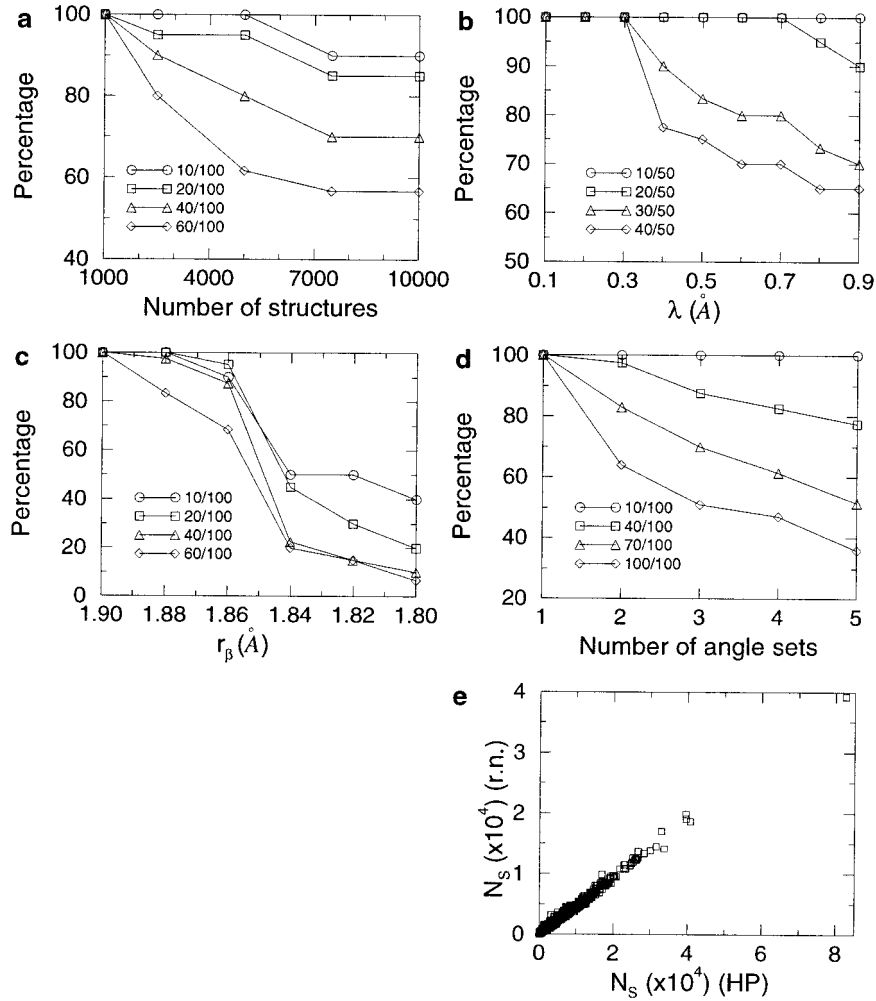 a
100
80
60
40
Percentage
10/100
20/100
40/100
60/100
1000 4000 7000 10000
Number of structures
b
100
90
80
70
60
50
Percentage
10/50
20/50
30/50
40/50
0.1 0.3 0.5 0.7 0.9
λ (Å)
c
100
80
60
40
20
0
Percentage
10/100
20/100
40/100
60/100
1.90 1.88 1.86 1.84 1.82 1.80
r_β (Å)
d
100
80
60
40
20
Percentage
10/100
40/100
70/100
100/100
1 2 3 4 5
Number of angle sets
e
4
3
2
1
0
N_S (x10⁴) (r.n.)
0 2 4 6 8
N_S (x10⁴) (HP)